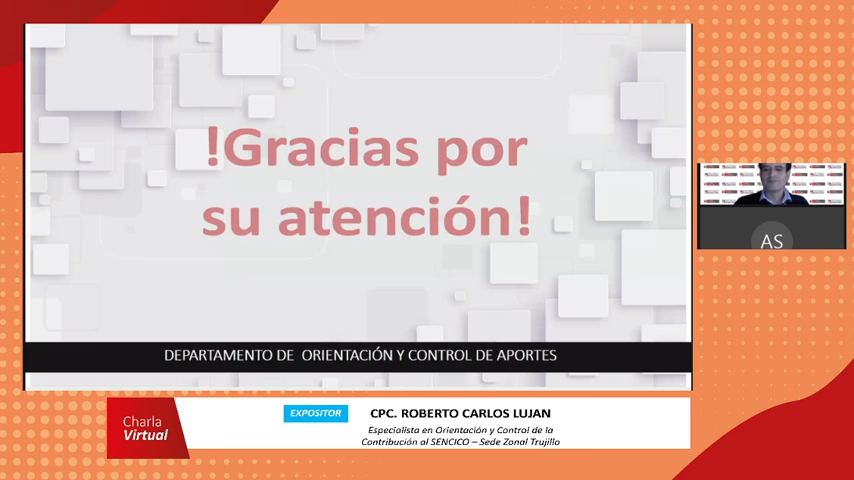 !Gracias por
su atención!
DEPARTAMENTO DE  ORIENTACIÓN Y CONTROL DE APORTES
AS
Charla
Virtual
EXPOSITOR
CPC. ROBERTO CARLOS LUJAN
Especialista en Orientación y Control de la
Contribución al SENCICO – Sede Zonal Trujillo